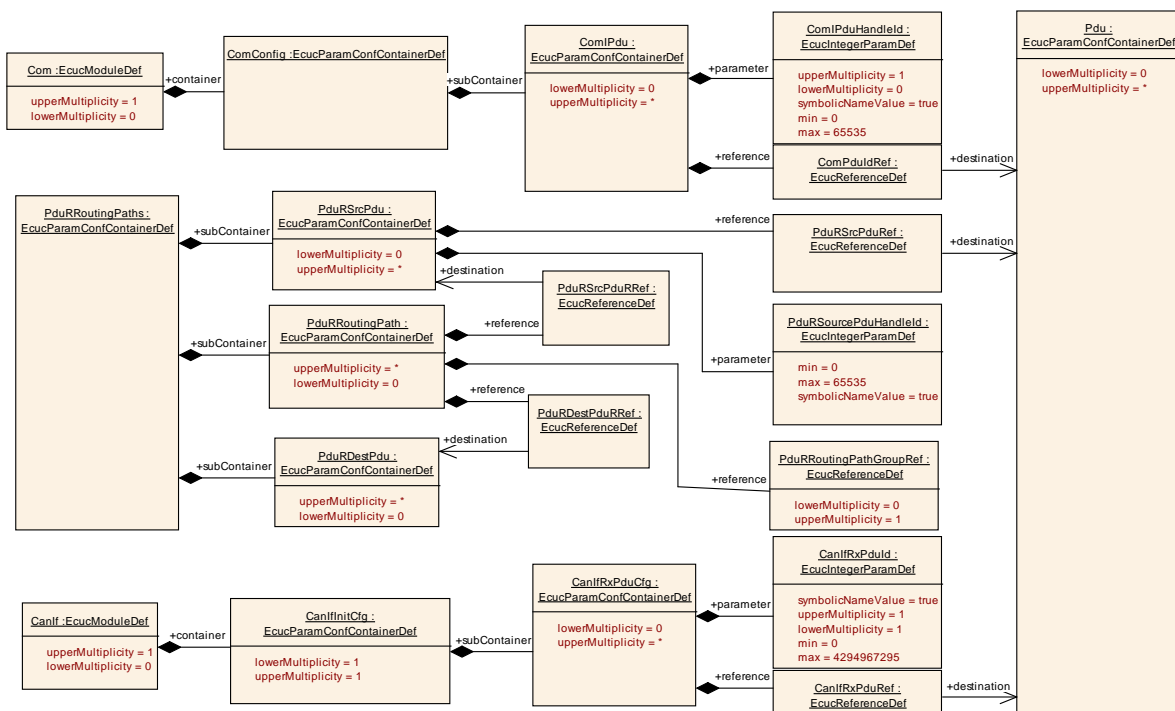 Com :EcucModuleDef
upperMultiplicity = 1
lowerMultiplicity = 0
+container
ComConfig :EcucParamConfContainerDef
+subContainer
ComIPdu :
EcucParamConfContainerDef
lowerMultiplicity = 0
upperMultiplicity = *
+parameter
ComIPduHandleId :
EcucIntegerParamDef
upperMultiplicity = 1
lowerMultiplicity = 0
symbolicNameValue = true
min = 0
max = 65535
+reference
ComPduIdRef :
EcucReferenceDef
+destination
Pdu :
EcucParamConfContainerDef
lowerMultiplicity = 0
upperMultiplicity = *
PduRRoutingPaths :
EcucParamConfContainerDef
+subContainer
PduRSrcPdu :
EcucParamConfContainerDef
lowerMultiplicity = 0
upperMultiplicity = *
+reference
PduRSrcPduRef :
EcucReferenceDef
+destination
+destination
PduRSrcPduRRef :
EcucReferenceDef
+subContainer
PduRRoutingPath :
EcucParamConfContainerDef
upperMultiplicity = *
lowerMultiplicity = 0
+reference
+parameter
PduRSourcePduHandleId :
EcucIntegerParamDef
min = 0
max = 65535
symbolicNameValue = true
+reference
PduRDestPduRRef :
EcucReferenceDef
+destination
+subContainer
PduRDestPdu :
EcucParamConfContainerDef
upperMultiplicity = *
lowerMultiplicity = 0
+reference
PduRRoutingPathGroupRef :
EcucReferenceDef
lowerMultiplicity = 0
upperMultiplicity = 1
CanIf :EcucModuleDef
upperMultiplicity = 1
lowerMultiplicity = 0
+container
CanIfInitCfg :
EcucParamConfContainerDef
lowerMultiplicity = 1
upperMultiplicity = 1
+subContainer
CanIfRxPduCfg :
EcucParamConfContainerDef
lowerMultiplicity = 0
upperMultiplicity = *
+parameter
CanIfRxPduId :
EcucIntegerParamDef
symbolicNameValue = true
upperMultiplicity = 1
lowerMultiplicity = 1
min = 0
max = 4294967295
+reference
CanIfRxPduRef :
EcucReferenceDef
+destination